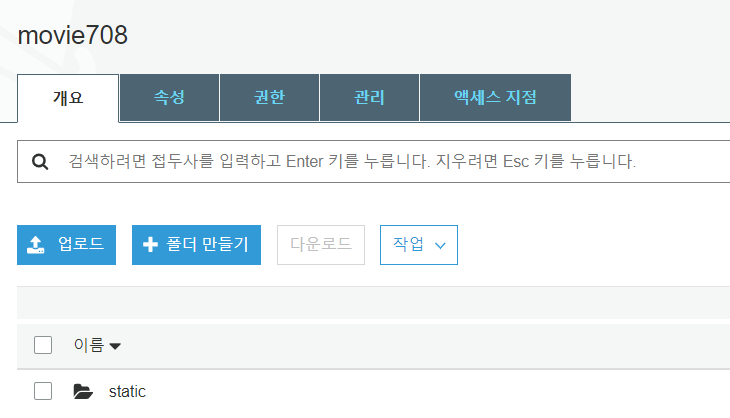 movie708
개요 속성 권한 관리 액세스 지점
검색하려면 접두사를 입력하고 Enter 키를 누릅니다. 지우려면 Esc 키를 누릅니다.
업로드 폴더 만들기 다운로드 작업
이름
static